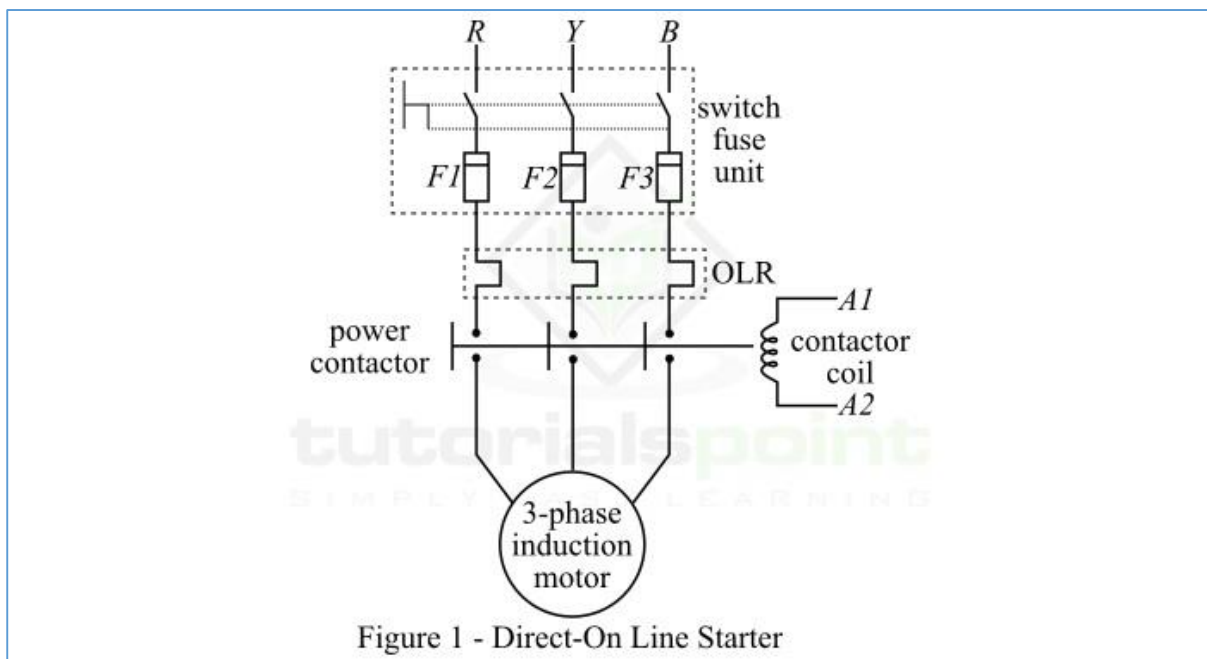 R Y B
switch
fuse
unit
F1 F2 F3
OLR
A1
power
contactor
contactor
coil
A2
tutorialspoint
SIMPLY EASY LEARNING
3-phase
induction
motor
Figure 1 - Direct-On Line Starter